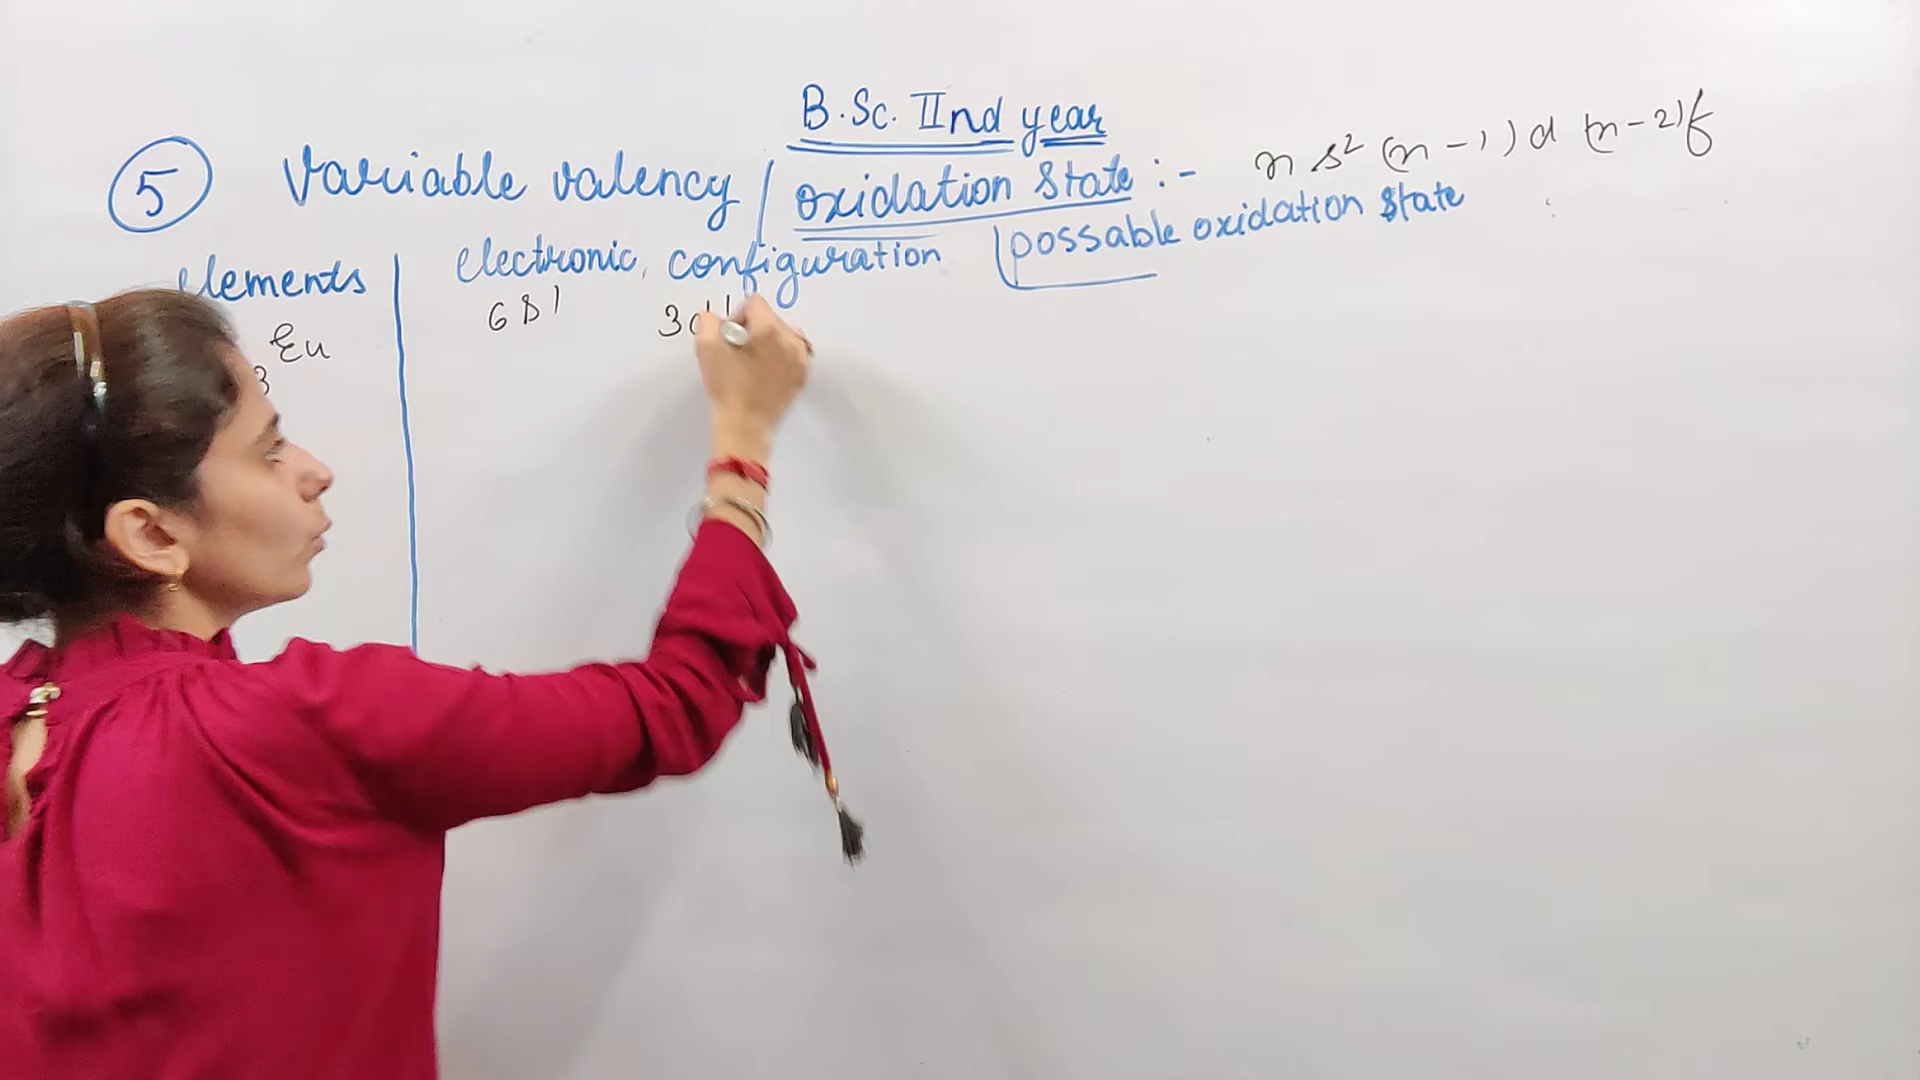 B.Sc. IInd year
5 Variable valency / oxidation state :- n s² (n-1)d (n-2)f
elements electronic configuration possable oxidation state
6s1 3d
Eu
3